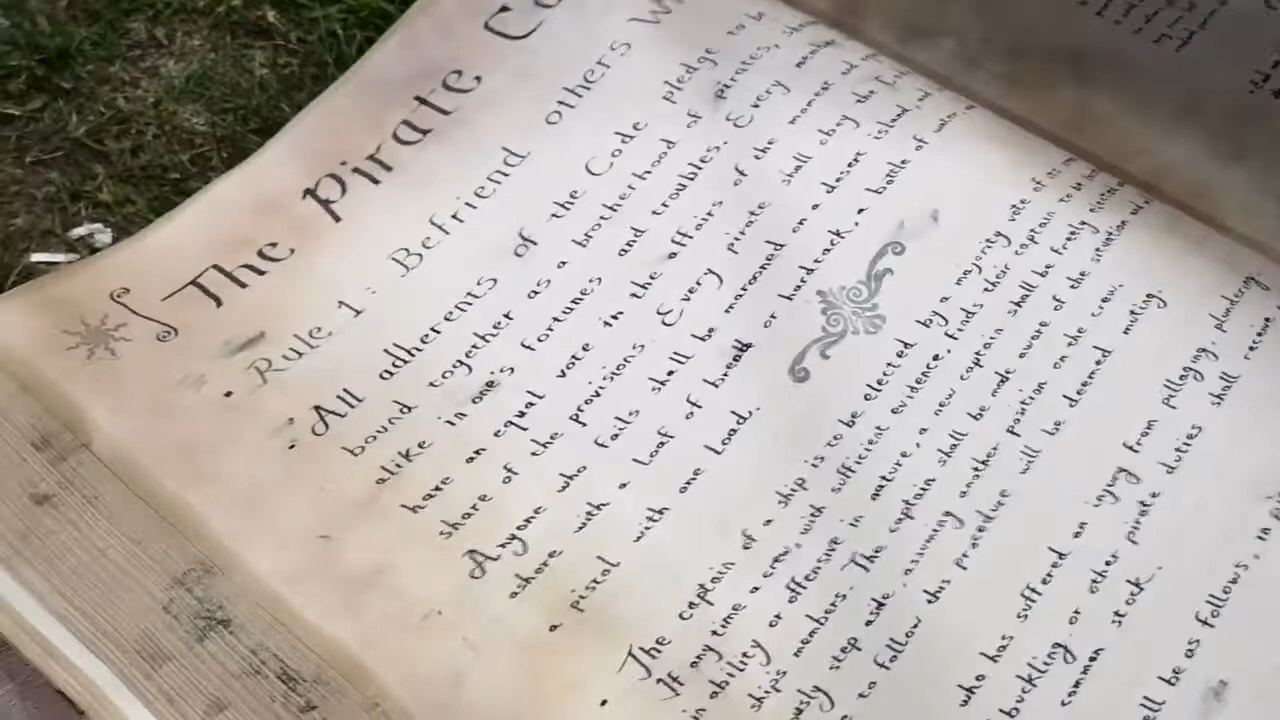 The Pirate
Rule 1: Befriend others
All adherents of the Code pledge to be
bound together as a brotherhood of pirates,
alike in one's fortunes and troubles. Every member
have an equal vote in the affairs of the moment
share of the provisions. Every pirate shall obey the
Anyone who fails shall be marooned on a desert island,
ashore with a loaf of bread or hardtack, a bottle of water,
a pistol with one load.
The captain of a ship is to be elected by a majority vote of
If any time a crew, with sufficient evidence, finds their captain to be
in ability or offensive in nature, a new captain shall be freely
ships members. The captain shall be made aware of the situation
step aside, assuming another position on the crew.
to follow this procedure will be deemed mutiny.
who has suffered an injury from pillaging, plundering,
buckling, or other pirate duties shall receive
common stock.
be as follows, in